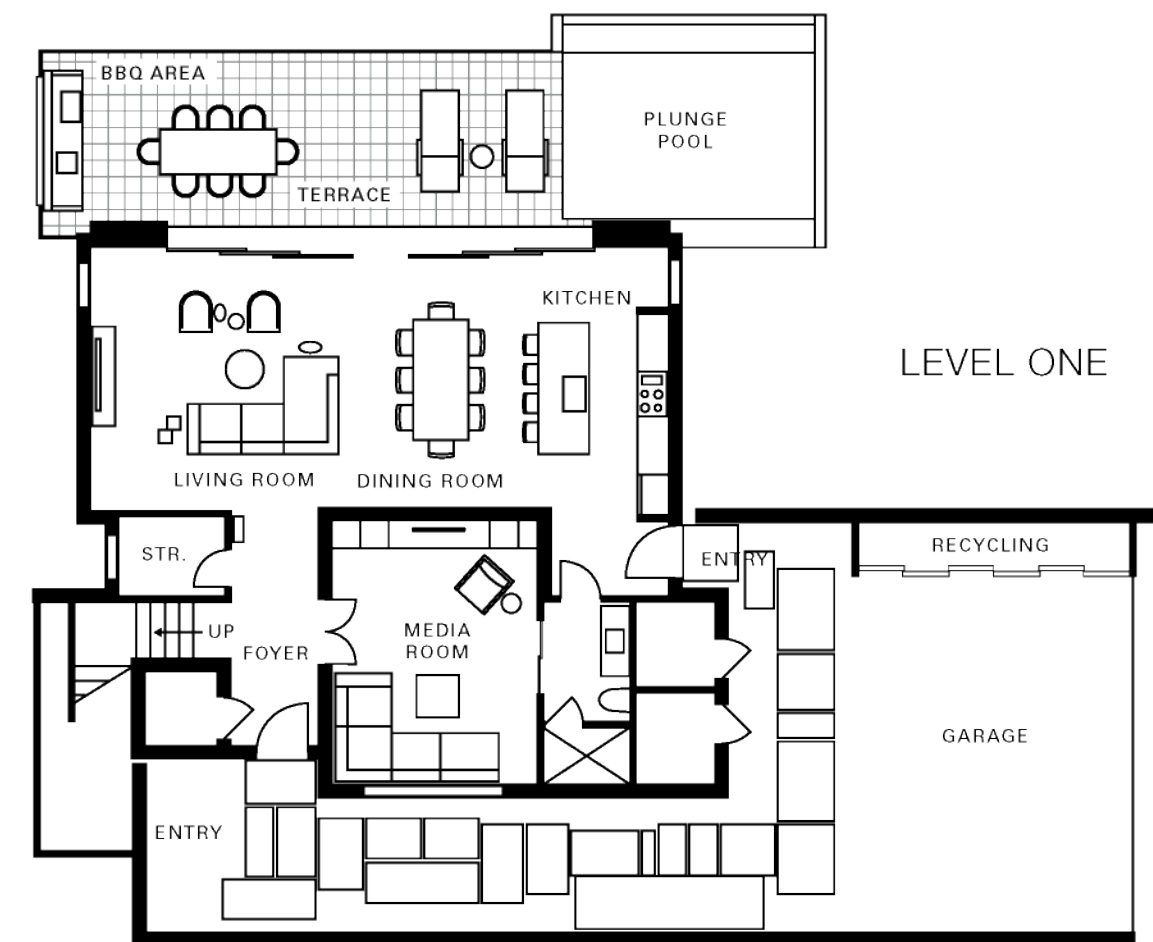 BBQ AREA
PLUNGE
POOL
TERRACE
KITCHEN
LEVEL ONE
LIVING ROOM
DINING ROOM
STR.
ENTRY
RECYCLING
UP
FOYER
MEDIA
ROOM
GARAGE
ENTRY